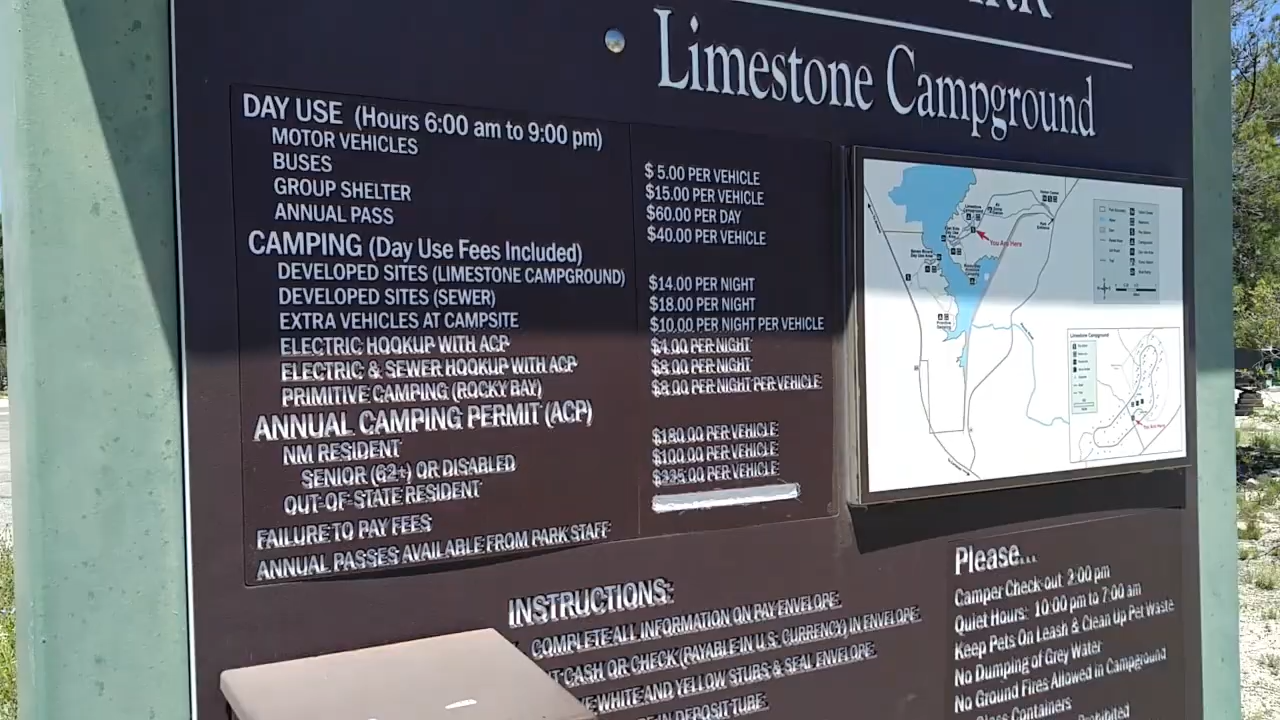 Limestone Campground
DAY USE (Hours 6:00 am to 9:00 pm)
MOTOR VEHICLES $ 5.00 PER VEHICLE
BUSES $15.00 PER VEHICLE
GROUP SHELTER $60.00 PER DAY
ANNUAL PASS $40.00 PER VEHICLE
CAMPING (Day Use Fees Included)
DEVELOPED SITES (LIMESTONE CAMPGROUND) $14.00 PER NIGHT
DEVELOPED SITES (SEWER) $18.00 PER NIGHT
EXTRA VEHICLES AT CAMPSITE $10.00 PER NIGHT PER VEHICLE
ELECTRIC HOOKUP WITH ACP $4.00 PER NIGHT
ELECTRIC & SEWER HOOKUP WITH ACP $8.00 PER NIGHT
PRIMITIVE CAMPING (ROCKY BAY) $8.00 PER NIGHT PER VEHICLE
ANNUAL CAMPING PERMIT (ACP)
NM RESIDENT $180.00 PER VEHICLE
SENIOR (62+) OR DISABLED $100.00 PER VEHICLE
OUT-OF-STATE RESIDENT $225.00 PER VEHICLE
FAILURE TO PAY FEES
ANNUAL PASSES AVAILABLE FROM PARK STAFF
You Are Here
Limestone Campground
You Are Here
INSTRUCTIONS:
COMPLETE ALL INFORMATION ON PAY ENVELOPE.
CASH OR CHECK (PAYABLE IN U.S. CURRENCY) IN ENVELOPE.
WHITE AND YELLOW STUBS & SEAL ENVELOPE.
IN DEPOSIT TUBE.
Please...
Camper Check-out 2:00 pm
Quiet Hours: 10:00 pm to 7:00 am
Keep Pets On Leash & Clean Up Pet Waste
No Dumping of Grey Water
No Ground Fires Allowed in Campground
Glass Containers
Prohibited